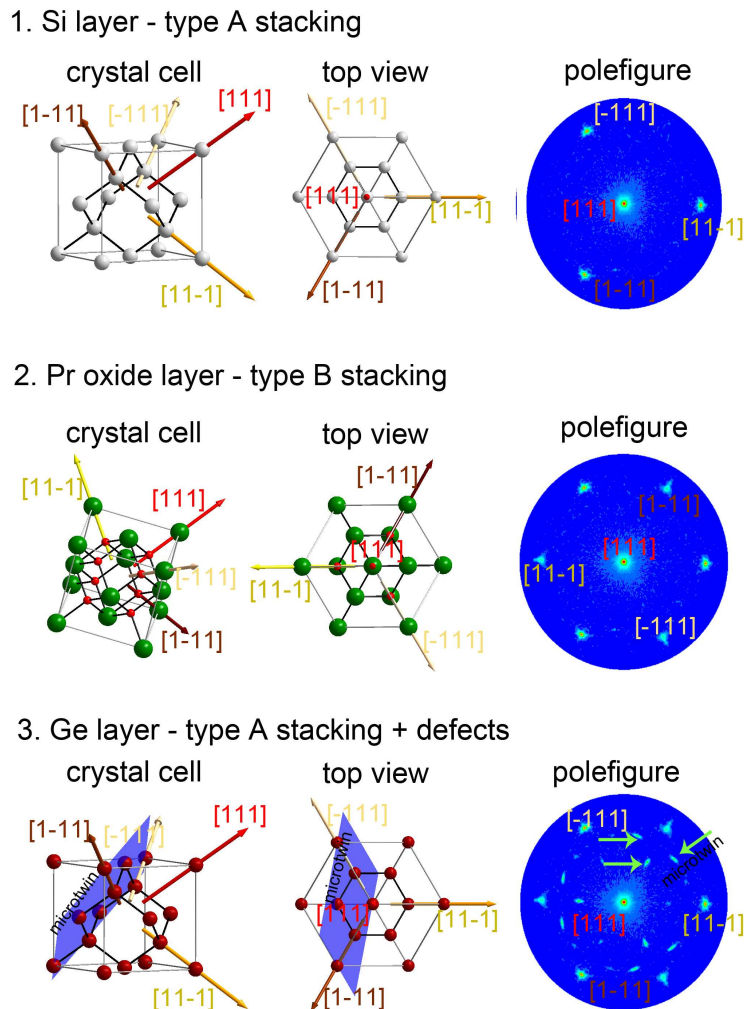 1. Si layer - type A stacking
crystal cell top view polefigure
[1-11] [-111] [111]
[11-1]
[-111]
[111]
[11-1]
[1-11]
[-111]
[111]
[11-1]
[1-11]
2. Pr oxide layer - type B stacking
crystal cell top view polefigure
[11-1] [111]
[-111]
[1-11]
[1-11]
[111]
[11-1]
[-111]
[1-11]
[111]
[11-1]
[-111]
3. Ge layer - type A stacking + defects
crystal cell top view polefigure
[1-11] [-111] [111]
microtwin
[11-1]
[-111]
microtwin
[111]
[11-1]
[1-11]
[-111]
microtwin
[111]
[11-1]
[1-11]